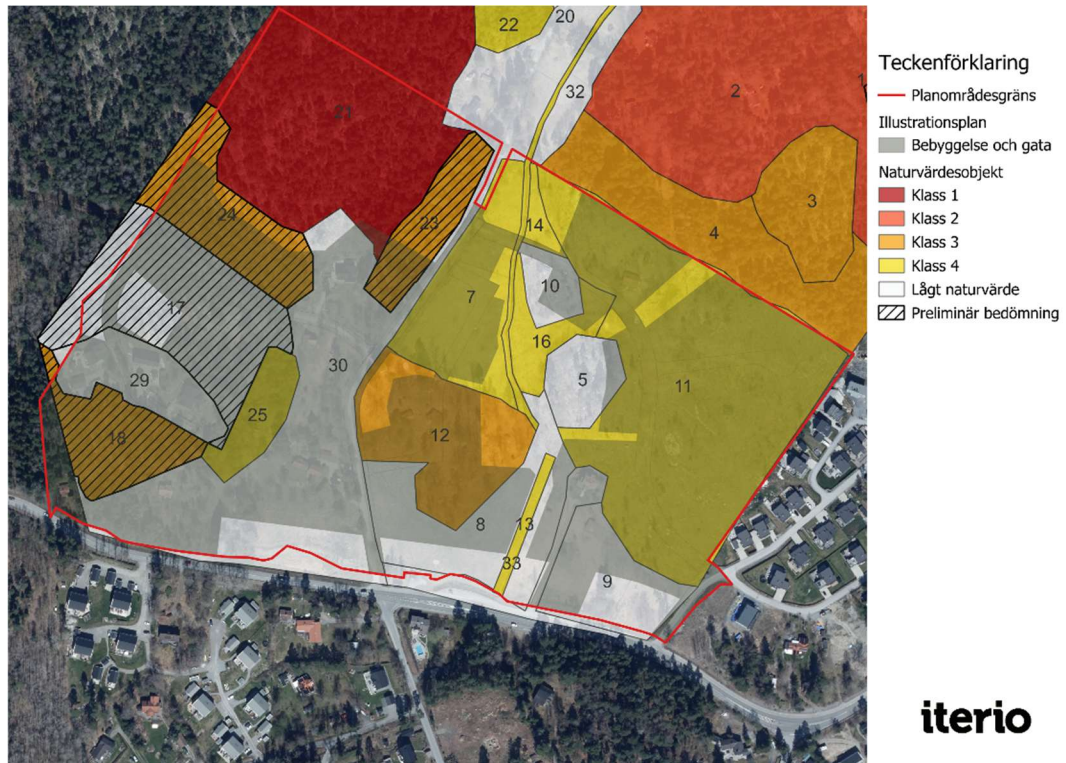 22
20
32
2
1
21
3
24
23
14
4
7
10
17
16
30
5
11
29
25
12
18
8
13
33
9
Teckenförklaring
Planområdesgräns
Illustrationsplan
Bebyggelse och gata
Naturvärdesobjekt
Klass 1
Klass 2
Klass 3
Klass 4
Lågt naturvärde
Preliminär bedömning
iterio